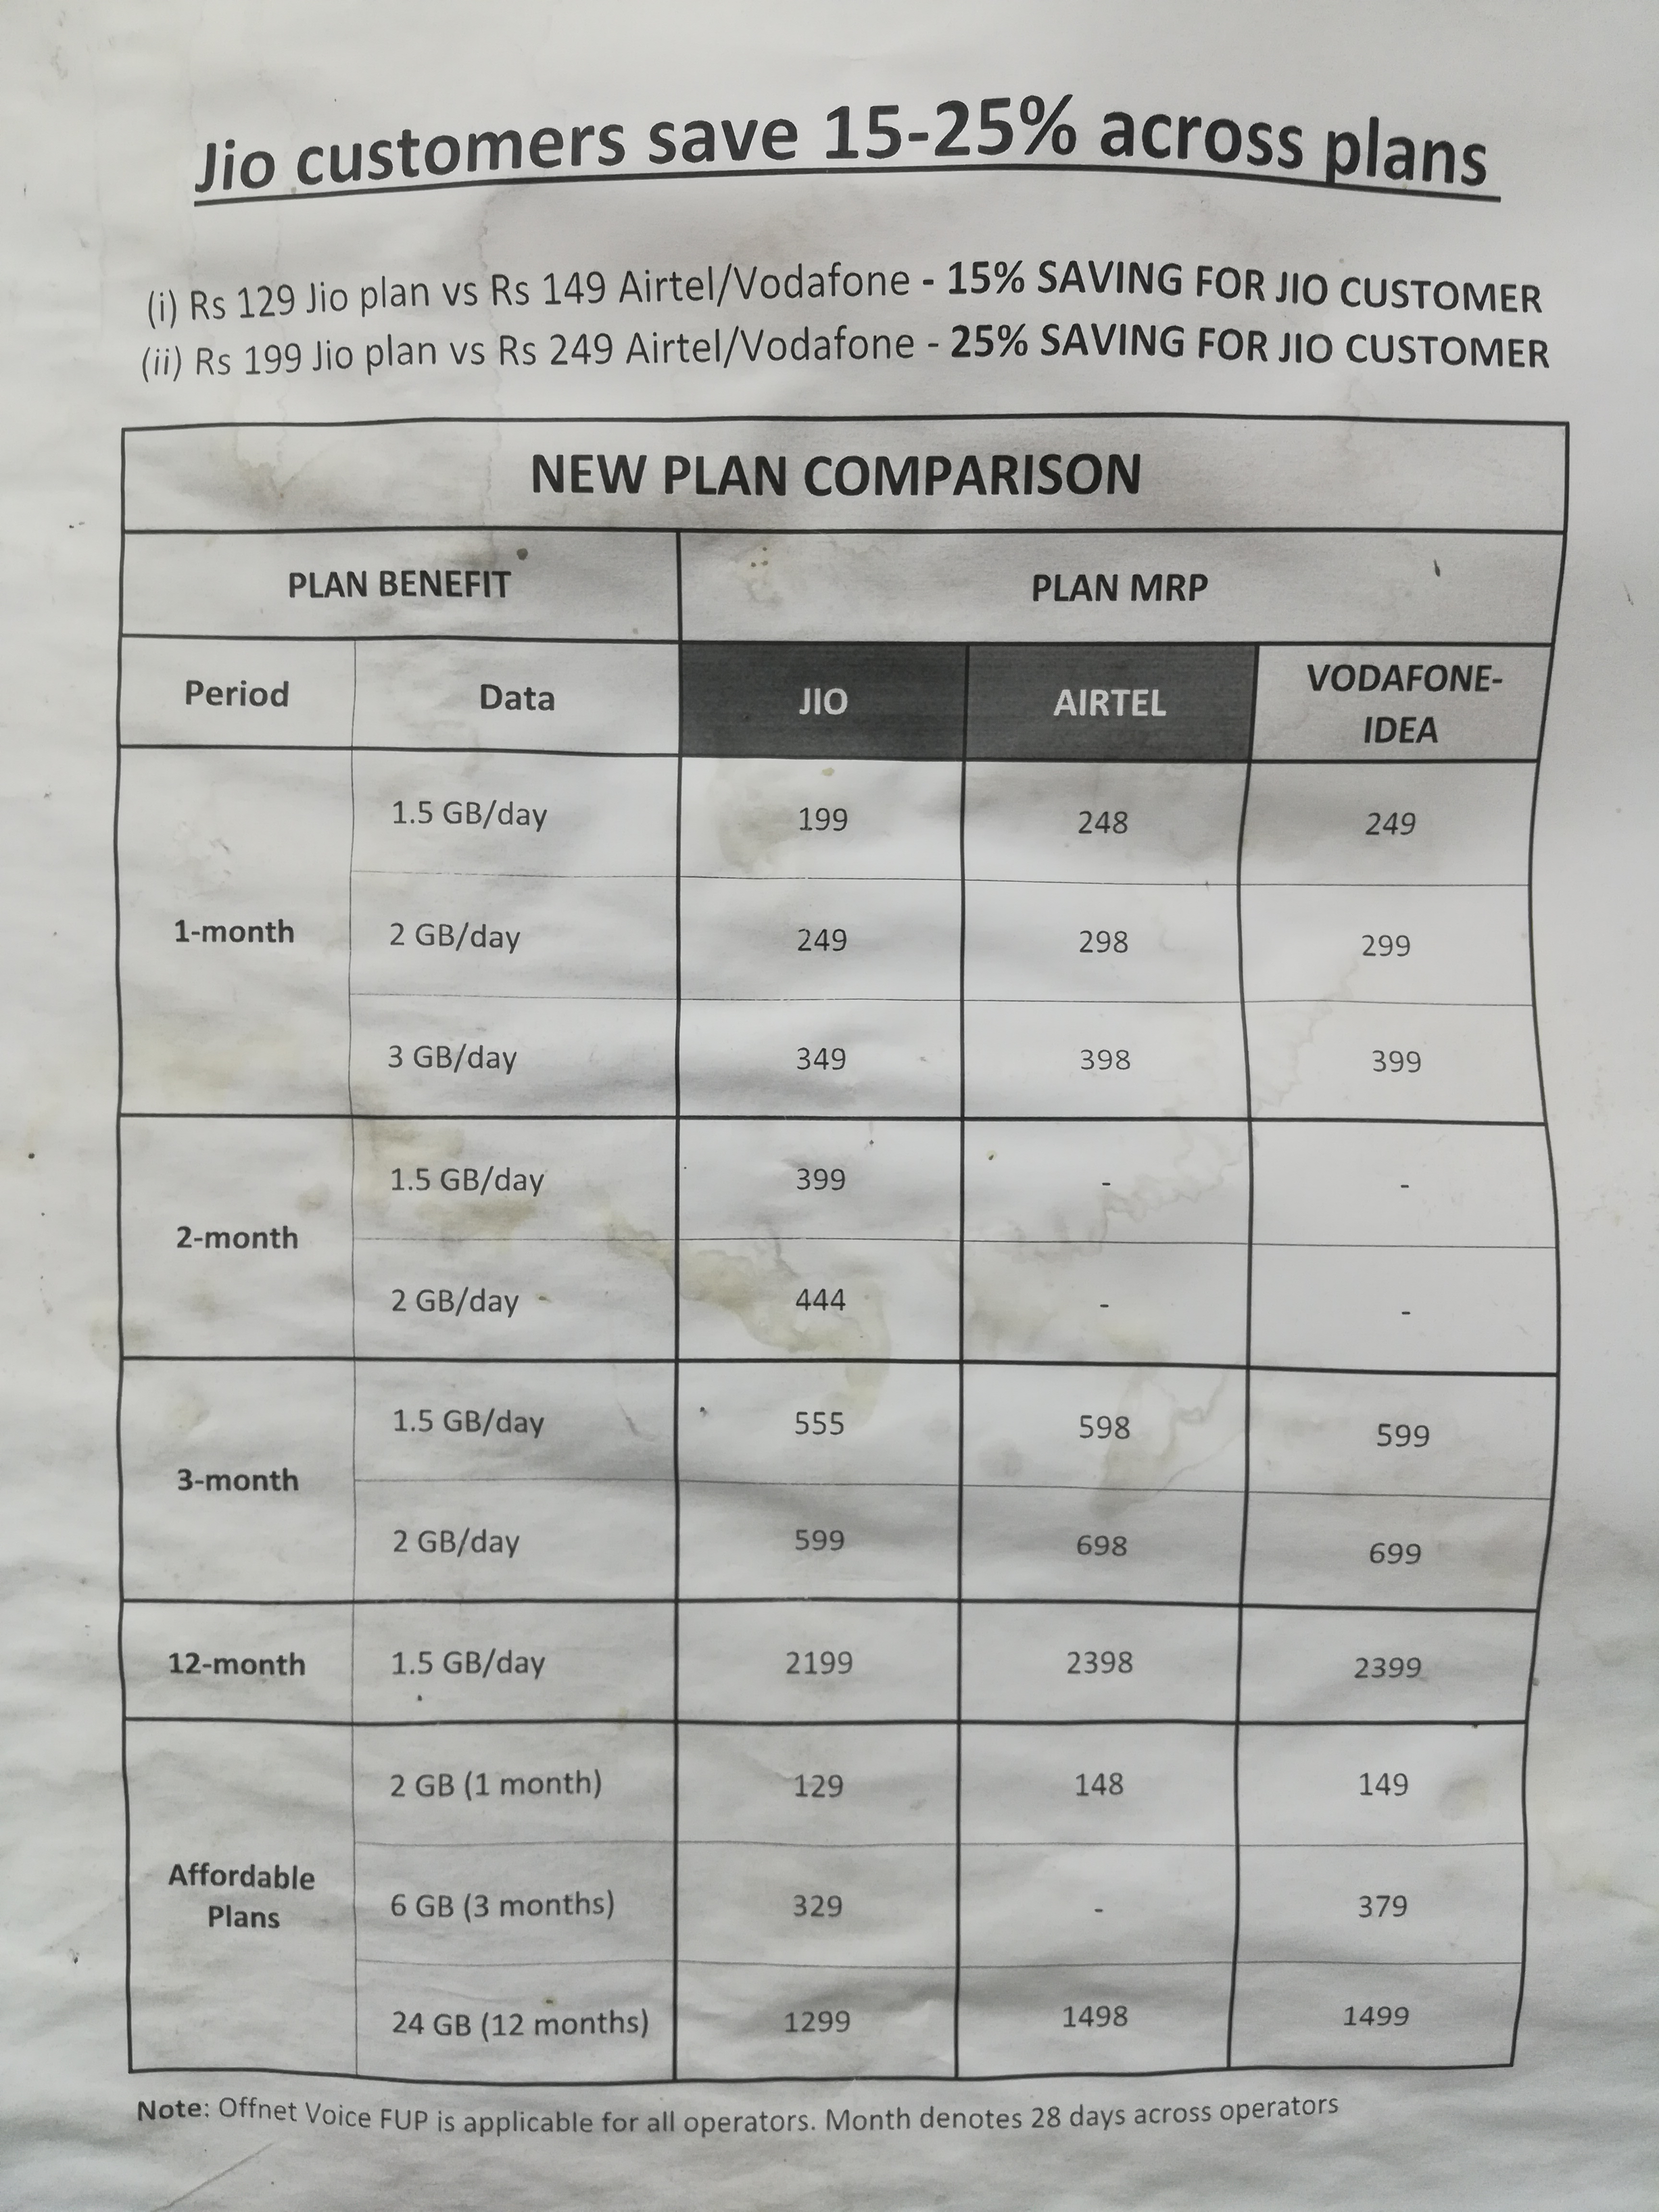 Jio customers save 15-25% across plans
(i) Rs 129 Jio plan vs Rs 149 Airtel/Vodafone - 15% SAVING FOR JIO CUSTOMER
(ii) Rs 199 Jio plan vs Rs 249 Airtel/Vodafone - 25% SAVING FOR JIO CUSTOMER
NEW PLAN COMPARISON
PLAN BENEFIT PLAN MRP
Period Data JIO AIRTEL VODAFONE-
IDEA
1.5 GB/day 199 248 249
1-month 2 GB/day 249 298 299
3 GB/day 349 398 399
2-month
1.5 GB/day 399 - -
2 GB/day 444 - -
3-month
1.5 GB/day 555 598 599
2 GB/day 599 698 699
12-month 1.5 GB/day 2199 2398 2399
2 GB (1 month) 129 148 149
Affordable
Plans
6 GB (3 months) 329 - 379
24 GB (12 months) 1299 1498 1499
Note: Offnet Voice FUP is applicable for all operators. Month denotes 28 days across operators